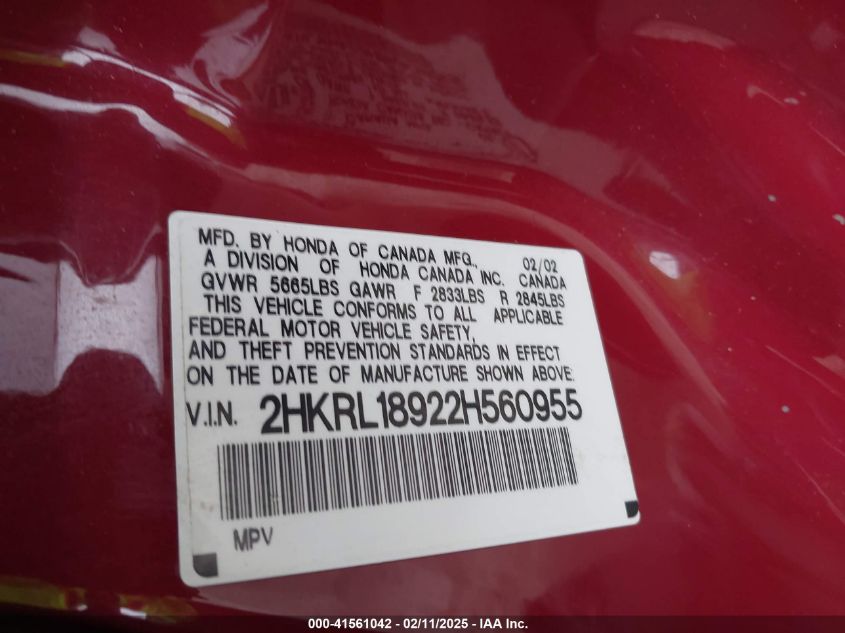 MFD. BY HONDA OF CANADA MFG., 02/02
A DIVISION OF HONDA CANADA INC. CANADA
GVWR 5665LBS GAWR F 2833LBS R 2845LBS
THIS VEHICLE CONFORMS TO ALL APPLICABLE
FEDERAL MOTOR VEHICLE SAFETY,
AND THEFT PREVENTION STANDARDS IN EFFECT
ON THE DATE OF MANUFACTURE SHOWN ABOVE:
V.I.N. 2HKRL18922H560955
MPV
000-41561042 - 02/11/2025 - IAA Inc.